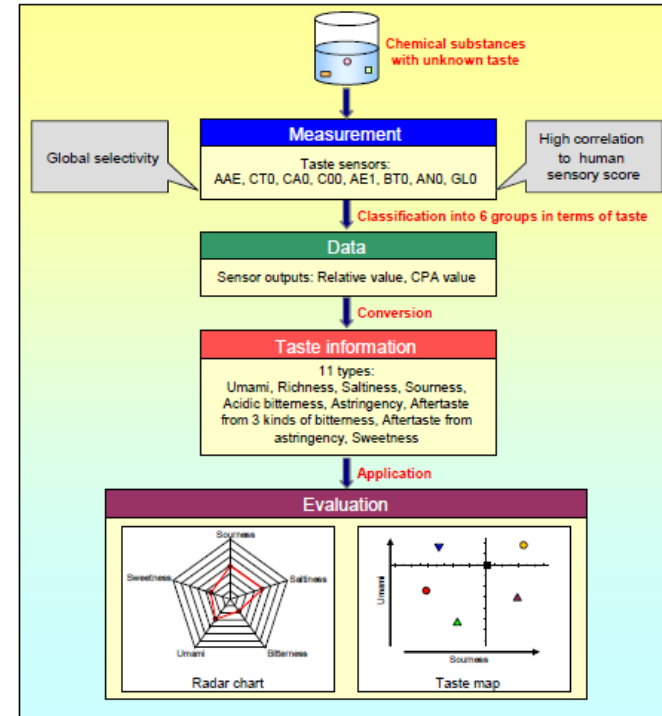 Chemical substances
with unknown taste
Measurement
Global selectivity
High correlation
to human
sensory score
Taste sensors:
AAE, CT0, CA0, C00, AE1, BT0, AN0, GL0
Classification into 6 groups in terms of taste
Data
Sensor outputs: Relative value, CPA value
Conversion
Taste information
11 types:
Umami, Richness, Saltiness, Sourness,
Acidic bitterness, Astringency, Aftertaste
from 3 kinds of bitterness, Aftertaste from
astringency, Sweetness
Application
Evaluation
Sourness
Sweetness
Saltiness
Umami
Bitterness
Radar chart
Umami
Sourness
Taste map